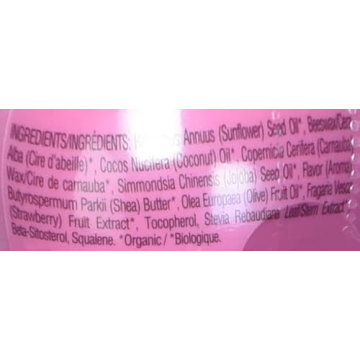 INGREDIENTS/INGRÉDIENTS: Annuus (Sunflower) Seed Oil*, Beeswax/Cera
Alba (Cire d'abeille)*, Cocos Nucifera (Coconut) Oil*, Copernicia Cerifera (Carnauba)
Wax/Cire de carnauba*, Simmondsia Chinensis (Jojoba) Seed Oil*, Flavor (Aroma)
Butyrospermum Parkii (Shea) Butter*, Olea Europaea (Olive) Fruit Oil*, Fragaria Vesca
(Strawberry) Fruit Extract*, Tocopherol, Stevia Rebaudiana Leaf/Stem Extract
Beta-Sitosterol, Squalene. *Organic / *Biologique.